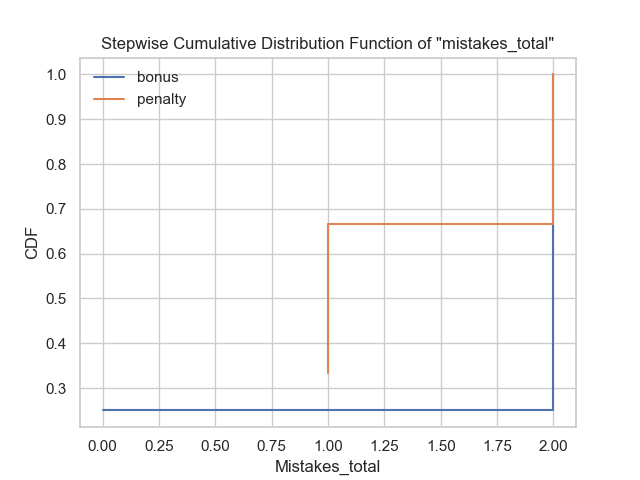 Stepwise Cumulative Distribution Function of "mistakes_total"
bonus
penalty
1.0
0.9
0.8
0.7
0.6
0.5
0.4
0.3
CDF
0.00 0.25 0.50 0.75 1.00 1.25 1.50 1.75 2.00
Mistakes_total